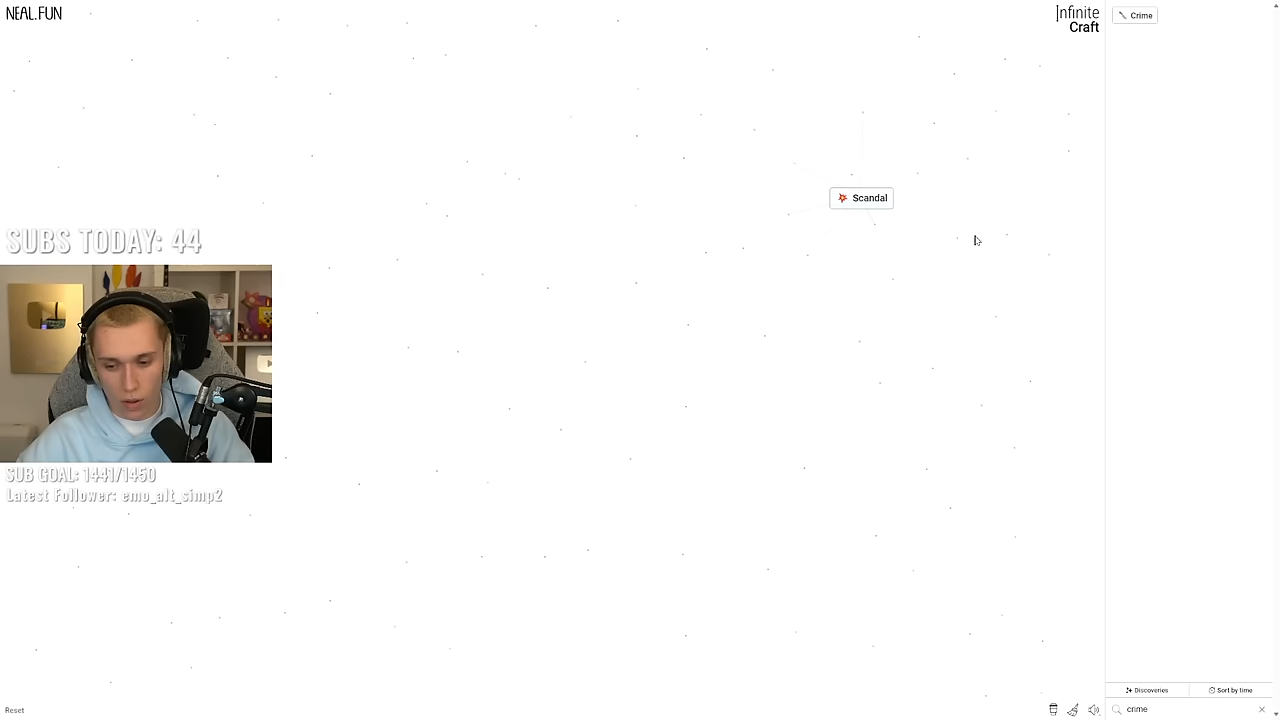 NEAL.FUN
Infinite
Craft
Crime
Scandal
SUBS TODAY: 44
SUB GOAL: 1441/1450
Latest Follower: emo_alt_simp2
Discoveries
Sort by time
Reset
crime